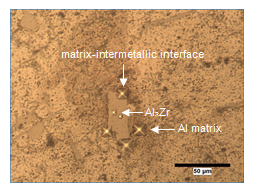 matrix-intermetallic interface
Al₃Zr
Al matrix
50 µm